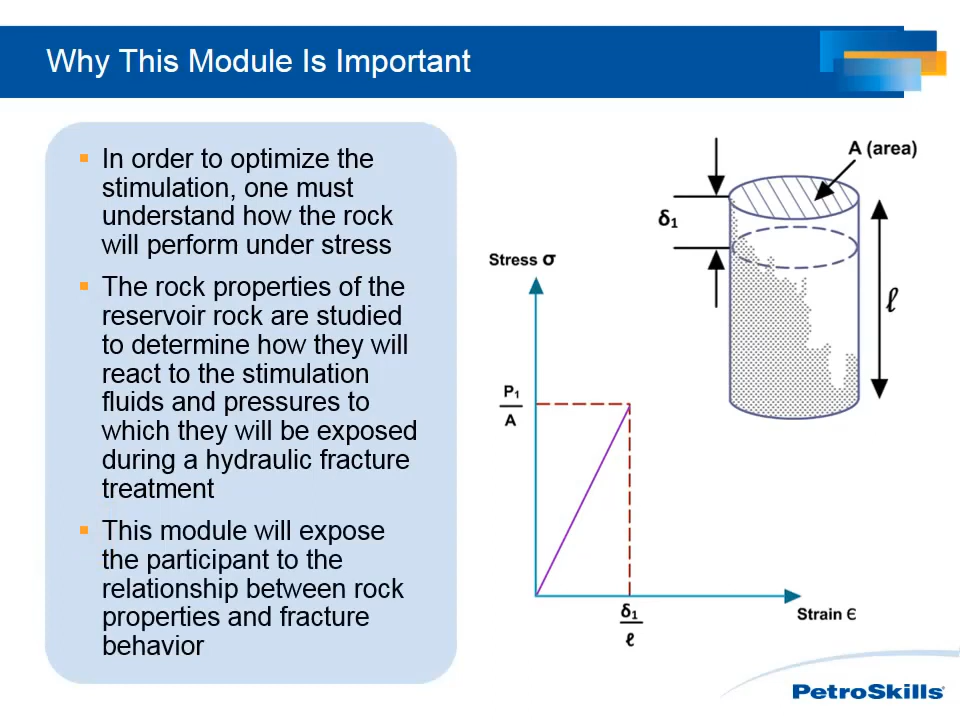 Why This Module Is Important
▪ In order to optimize the
stimulation, one must
understand how the rock
will perform under stress
▪ The rock properties of the
reservoir rock are studied
to determine how they will
react to the stimulation
fluids and pressures to
which they will be exposed
during a hydraulic fracture
treatment
▪ This module will expose
the participant to the
relationship between rock
properties and fracture
behavior
A (area)
δ₁
ℓ
Stress σ
P₁
A
δ₁
ℓ
Strain ϵ
PetroSkills